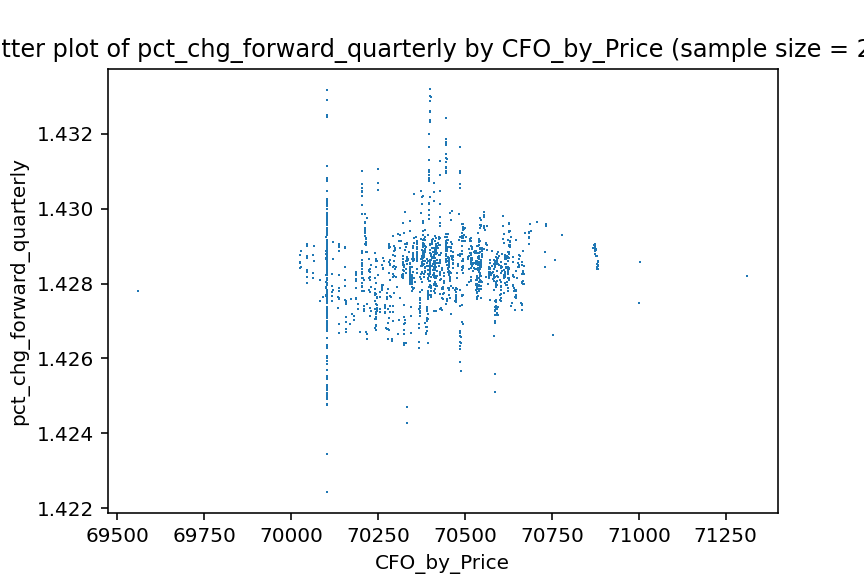 tter plot of pct_chg_forward_quarterly by CFO_by_Price (sample size = 2
1.432
1.430
1.428
1.426
1.424
1.422
pct_chg_forward_quarterly
69500 69750 70000 70250 70500 70750 71000 71250
CFO_by_Price